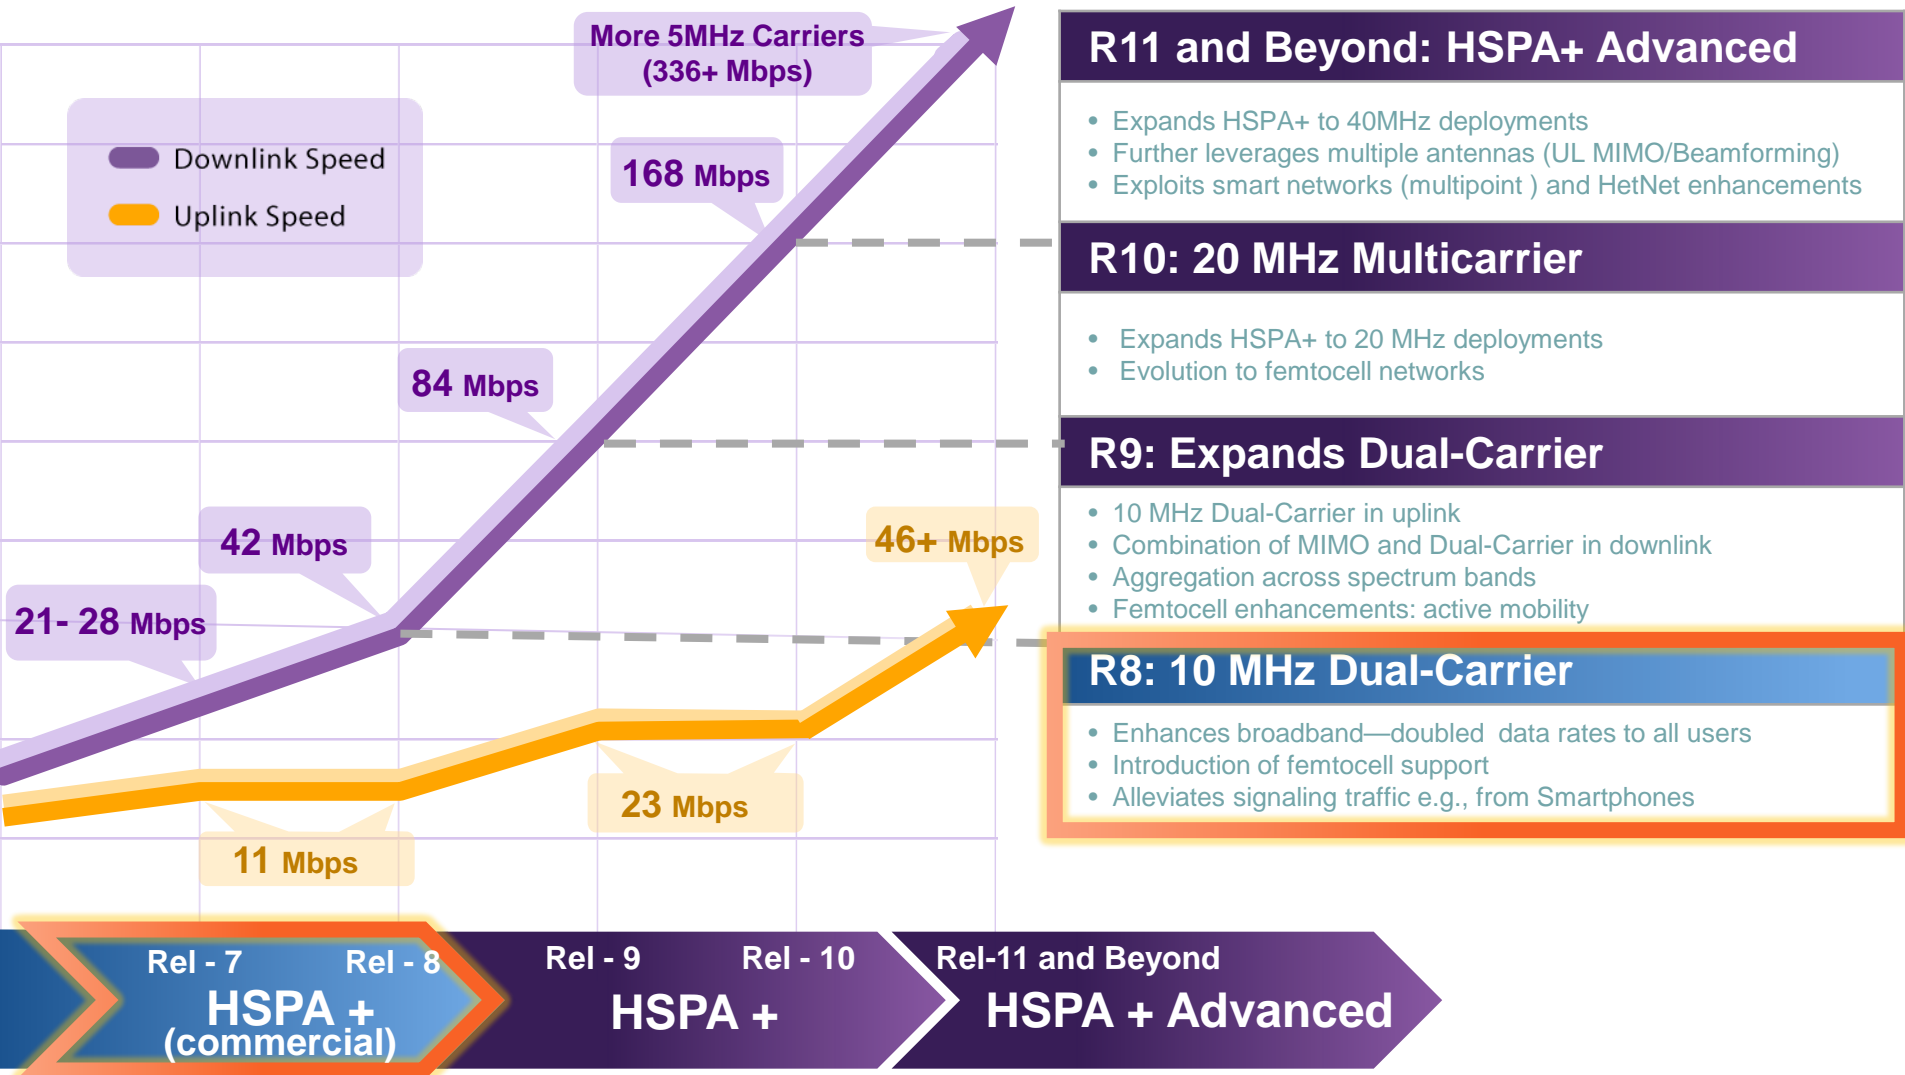 More 5MHz Carriers
(336+ Mbps)
Downlink Speed
Uplink Speed
168 Mbps
84 Mbps
42 Mbps
21- 28 Mbps
46+ Mbps
23 Mbps
11 Mbps
R11 and Beyond: HSPA+ Advanced
• Expands HSPA+ to 40MHz deployments
• Further leverages multiple antennas (UL MIMO/Beamforming)
• Exploits smart networks (multipoint ) and HetNet enhancements
R10: 20 MHz Multicarrier
• Expands HSPA+ to 20 MHz deployments
• Evolution to femtocell networks
R9: Expands Dual-Carrier
• 10 MHz Dual-Carrier in uplink
• Combination of MIMO and Dual-Carrier in downlink
• Aggregation across spectrum bands
• Femtocell enhancements: active mobility
R8: 10 MHz Dual-Carrier
• Enhances broadband—doubled  data rates to all users
• Introduction of femtocell support
• Alleviates signaling traffic e.g., from Smartphones
Rel - 7 Rel - 8
HSPA +
(commercial)
Rel - 9 Rel - 10
HSPA +
Rel-11 and Beyond
HSPA + Advanced